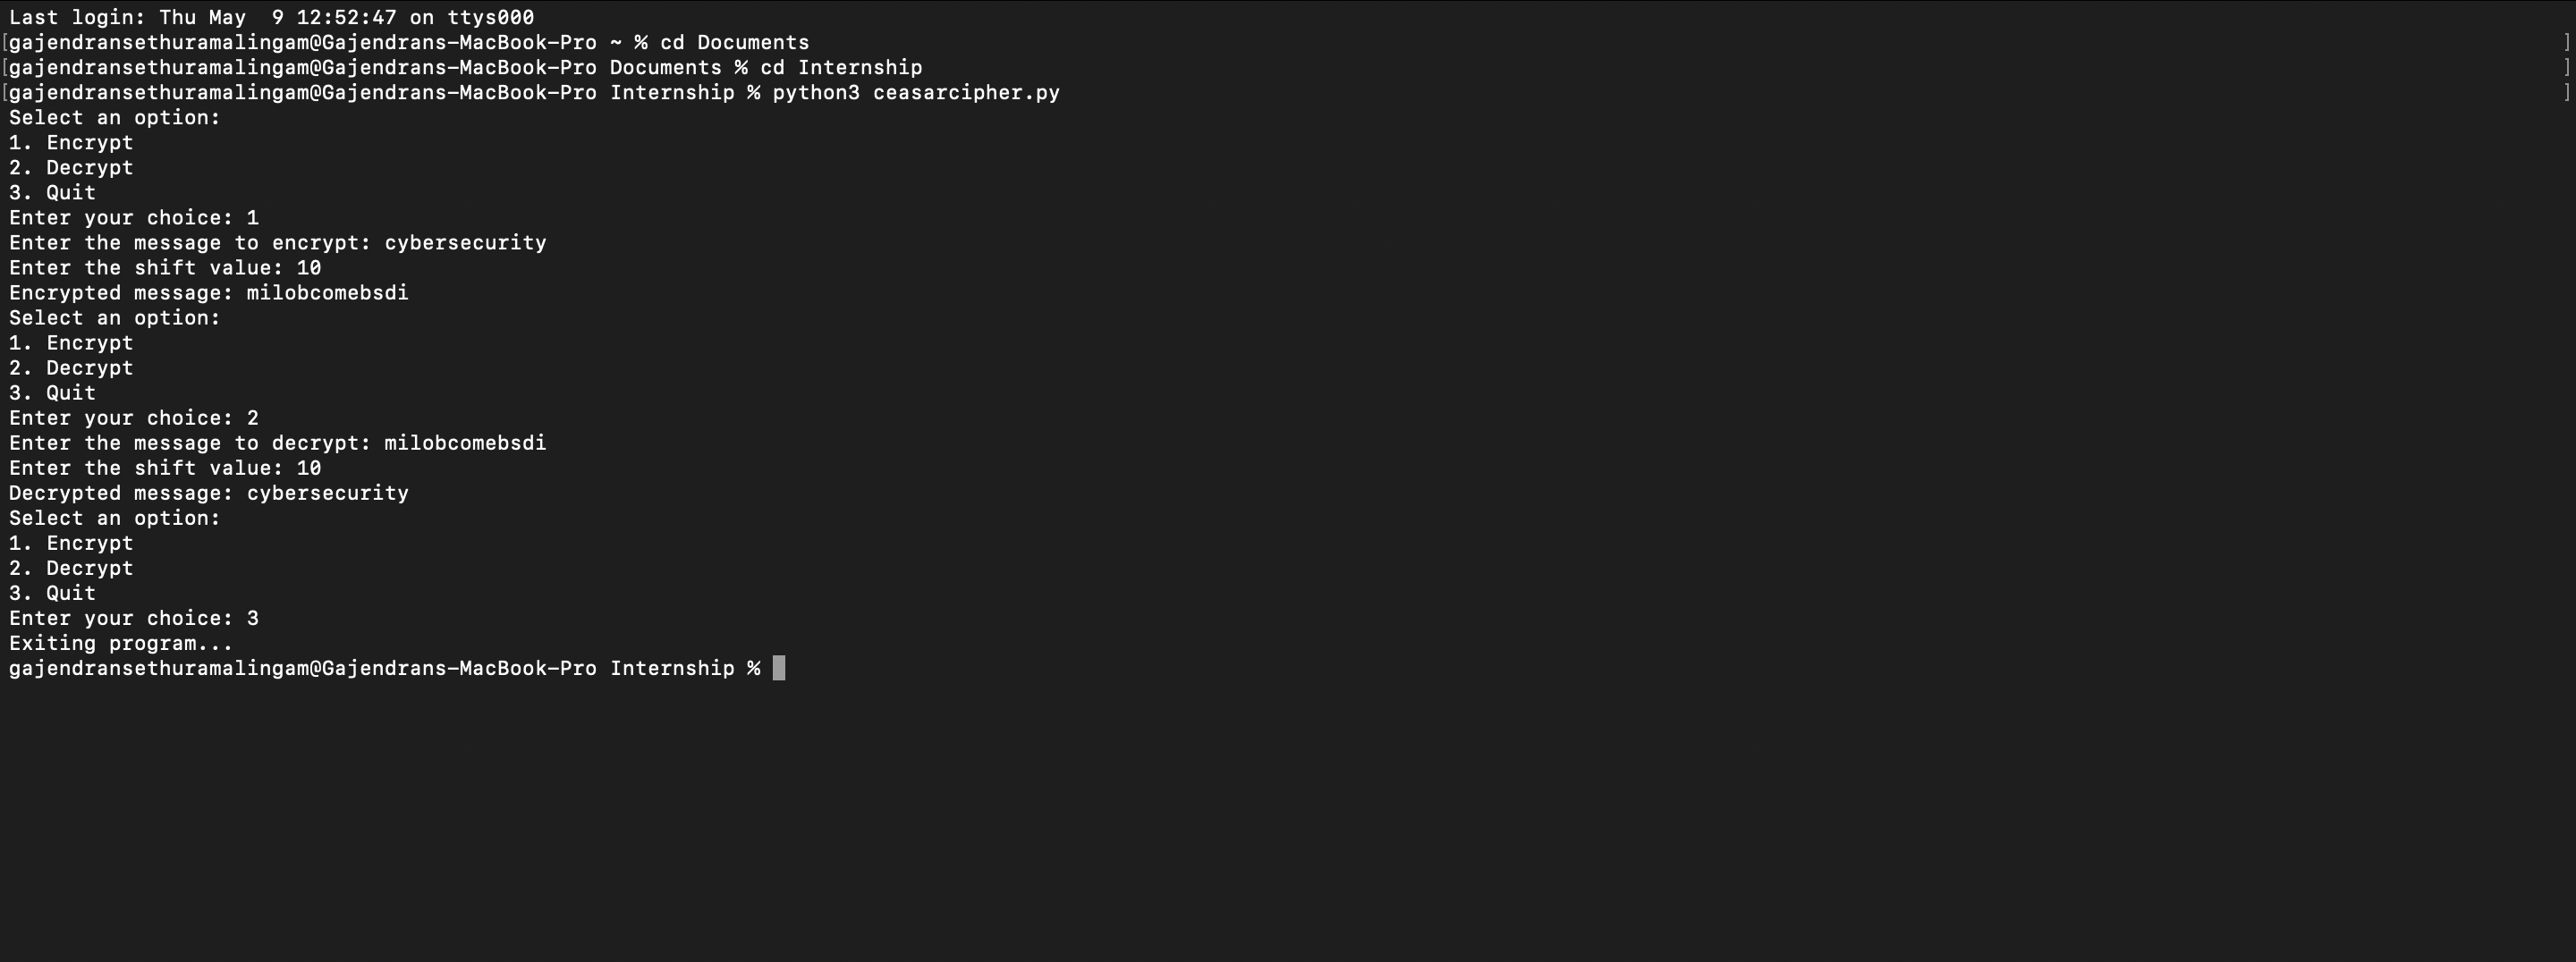 Last login: Thu May  9 12:52:47 on ttys000
[gajendransethuramalingam@Gajendrans-MacBook-Pro ~ % cd Documents ]
[gajendransethuramalingam@Gajendrans-MacBook-Pro Documents % cd Internship ]
[gajendransethuramalingam@Gajendrans-MacBook-Pro Internship % python3 ceasarcipher.py ]
Select an option:
1. Encrypt
2. Decrypt
3. Quit
Enter your choice: 1
Enter the message to encrypt: cybersecurity
Enter the shift value: 10
Encrypted message: milobcomebsdi
Select an option:
1. Encrypt
2. Decrypt
3. Quit
Enter your choice: 2
Enter the message to decrypt: milobcomebsdi
Enter the shift value: 10
Decrypted message: cybersecurity
Select an option:
1. Encrypt
2. Decrypt
3. Quit
Enter your choice: 3
Exiting program...
gajendransethuramalingam@Gajendrans-MacBook-Pro Internship %